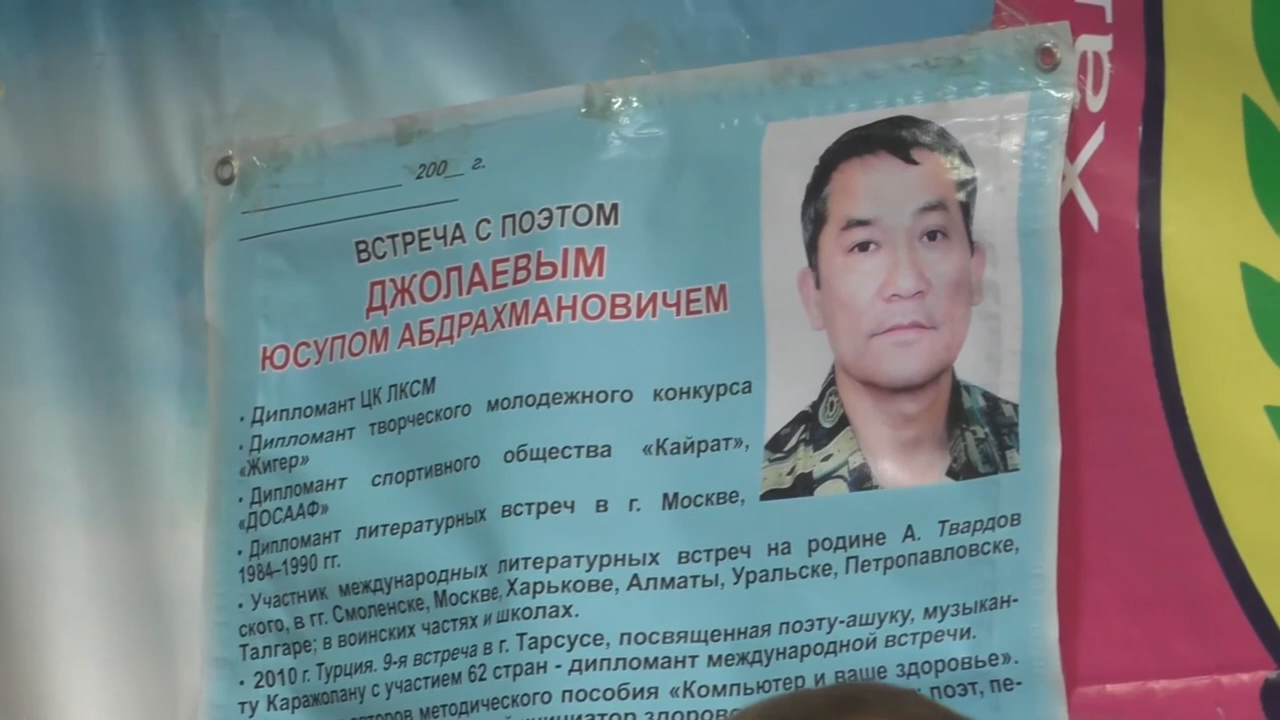 200__ г.
ВСТРЕЧА С ПОЭТОМ
ДЖОЛАЕВЫМ
ЮСУПОМ АБДРАХМАНОВИЧЕМ
· Дипломант ЦК ЛКСМ
· Дипломант творческого молодежного конкурса
«Жигер»
· Дипломант спортивного общества «Кайрат»,
«ДОСААФ»
· Дипломант литературных встреч в г. Москве,
1984–1990 гг.
· Участник международных литературных встреч на родине А. Твардов
ского, в гг. Смоленске, Москве, Харькове, Алматы, Уральске, Петропавловске,
Талгаре; в воинских частях и школах.
· 2010 г. Турция. 9-я встреча в г. Тарсусе, посвященная поэту-ашуку, музыкан-
ту Каражолану с участием 62 стран - дипломант международной встречи.
методического пособия «Компьютер и ваше здоровье».
поэт, пе-